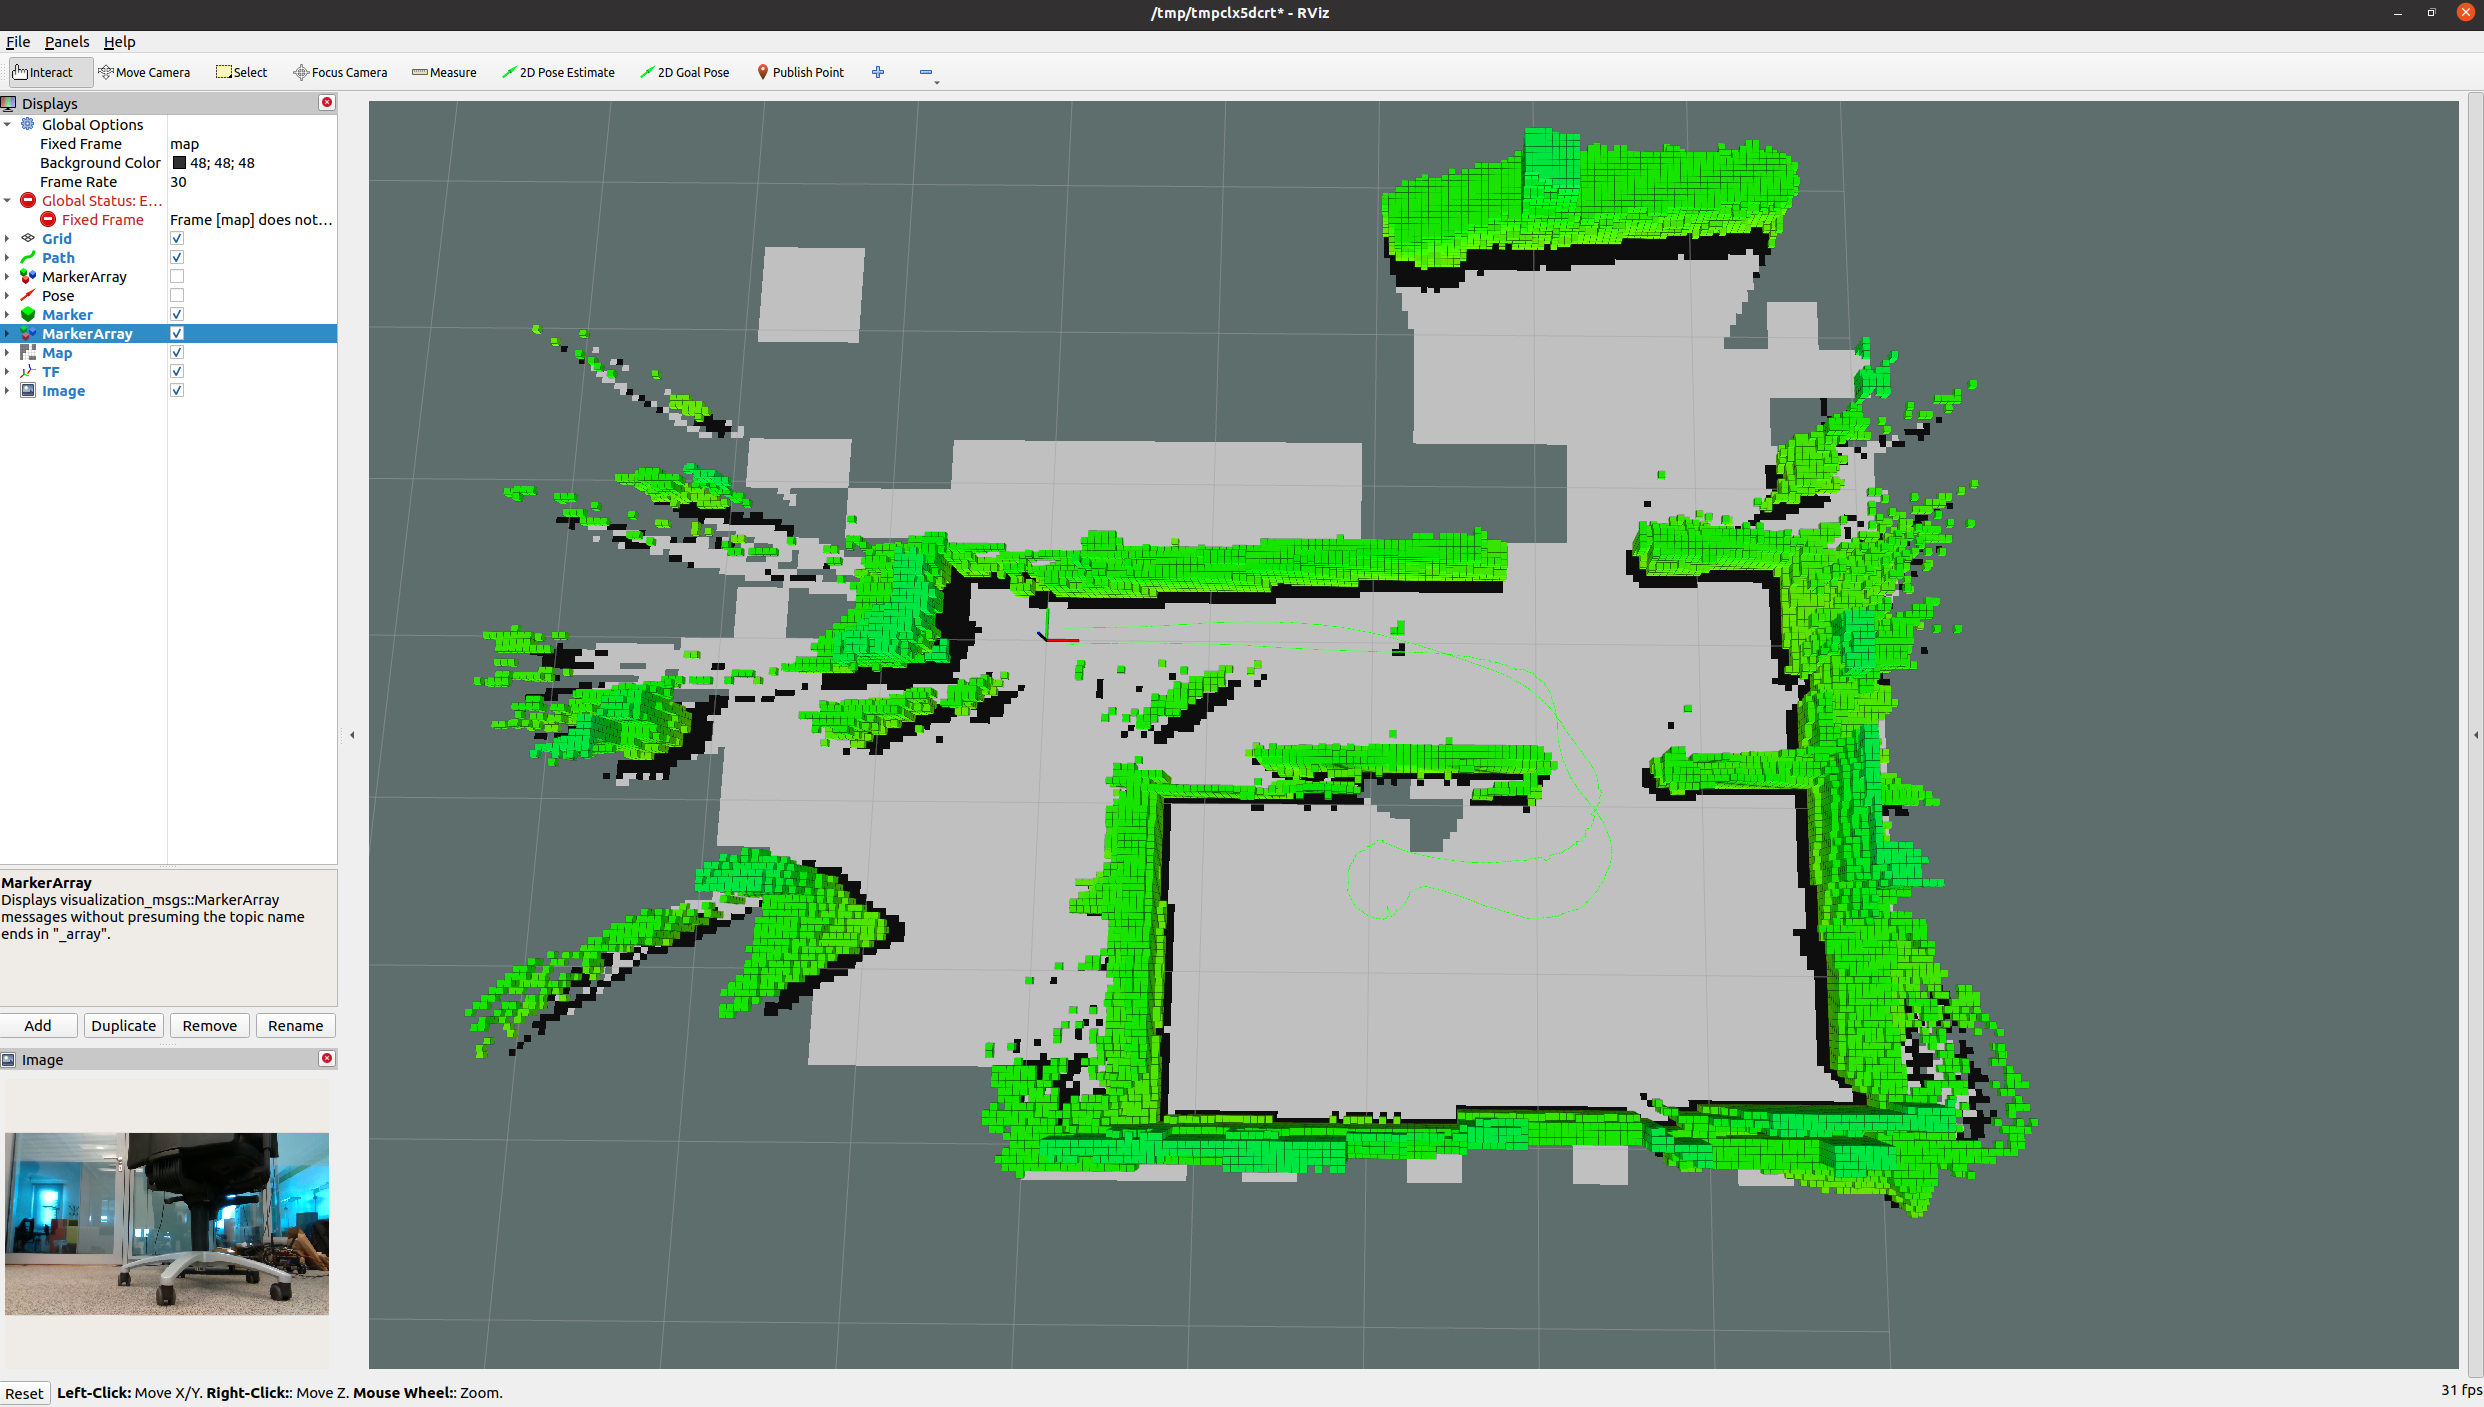 /tmp/tmpclx5dcrt* - RViz
File Panels Help
Interact Move Camera Select Focus Camera Measure 2D Pose Estimate 2D Goal Pose Publish Point
Displays
Global Options
Fixed Frame map
Background Color 48; 48; 48
Frame Rate 30
Global Status: E...
Fixed Frame Frame [map] does not...
Grid
Path
MarkerArray
Pose
Marker
MarkerArray
Map
TF
Image
MarkerArray
Displays visualization_msgs::MarkerArray
messages without presuming the topic name
ends in "_array".
Add Duplicate Remove Rename
Image
Reset Left-Click: Move X/Y. Right-Click:: Move Z. Mouse Wheel:: Zoom. 31 fps